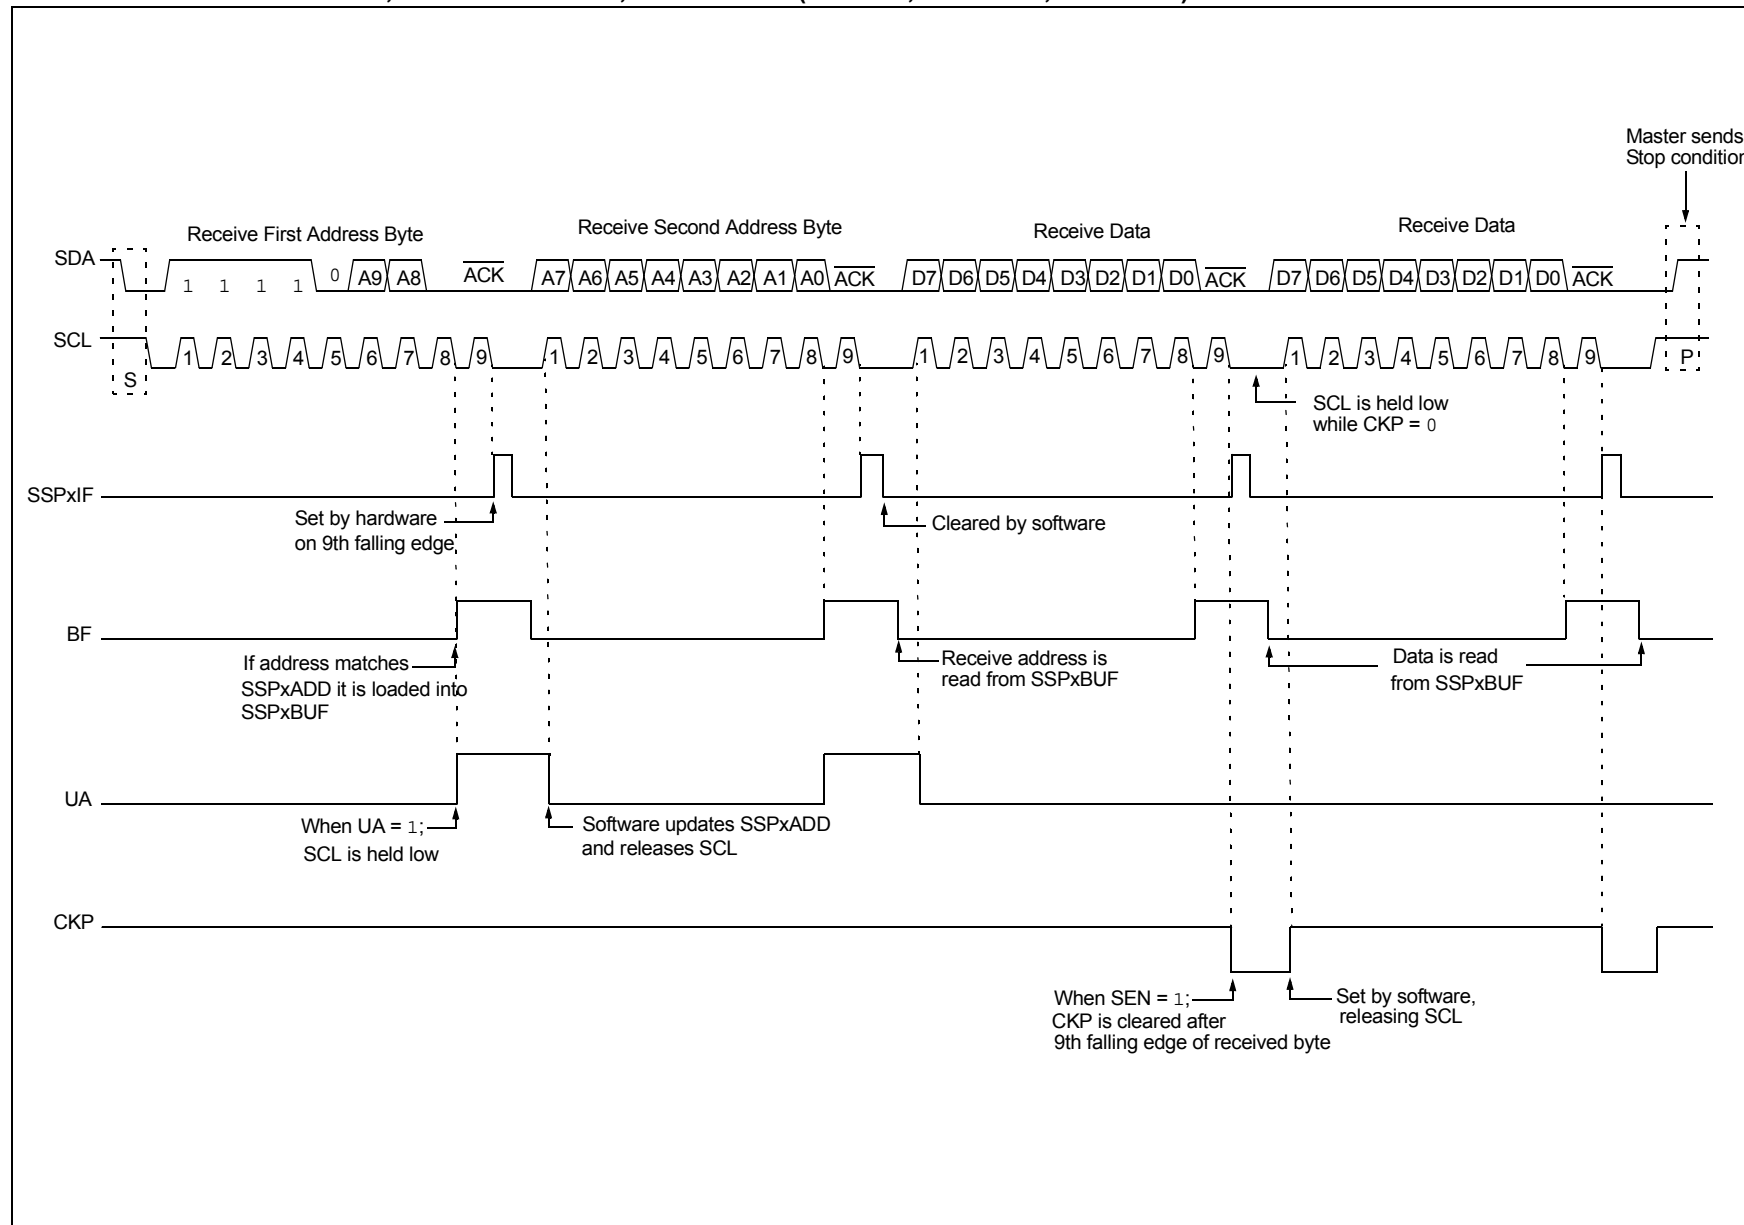 Master sends
Stop condition
Receive First Address Byte
Receive Second Address Byte
Receive Data
Receive Data
SDA
1 1 1 1 0 A9 A8 ACK A7 A6 A5 A4 A3 A2 A1 A0 ACK D7 D6 D5 D4 D3 D2 D1 D0 ACK D7 D6 D5 D4 D3 D2 D1 D0 ACK
SCL
S 1 2 3 4 5 6 7 8 9 1 2 3 4 5 6 7 8 9 1 2 3 4 5 6 7 8 9 1 2 3 4 5 6 7 8 9 P
SCL is held low
while CKP = 0
SSPxIF
Set by hardware
on 9th falling edge
Cleared by software
BF
If address matches
SSPxADD it is loaded into
SSPxBUF
Receive address is
read from SSPxBUF
Data is read
from SSPxBUF
UA
When UA = 1;
SCL is held low
Software updates SSPxADD
and releases SCL
CKP
When SEN = 1;
CKP is cleared after
9th falling edge of received byte
Set by software,
releasing SCL